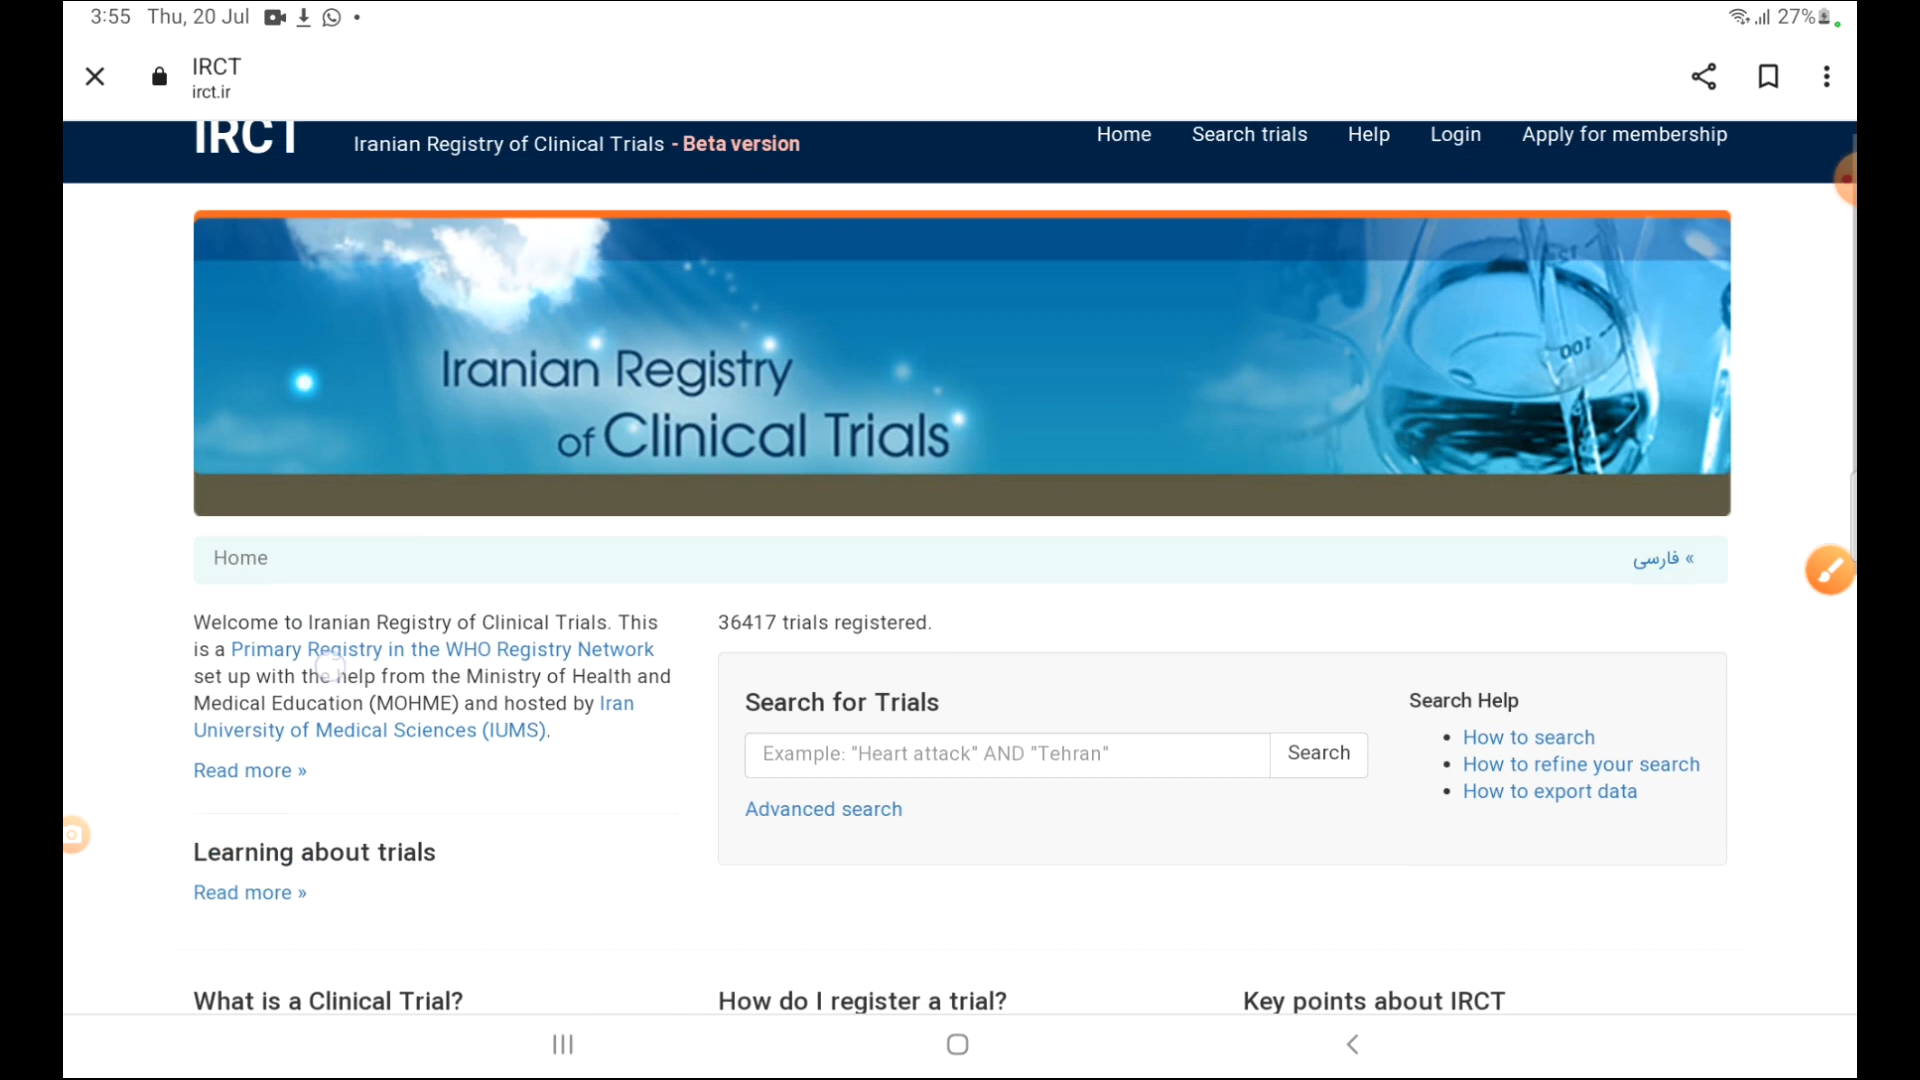 3:55 Thu, 20 Jul
27%
IRCT
irct.ir
IRCT
Iranian Registry of Clinical Trials - Beta version
Home
Search trials
Help
Login
Apply for membership
Iranian Registry
of Clinical Trials
100
Home
فارسی »
Welcome to Iranian Registry of Clinical Trials. This
is a Primary Registry in the WHO Registry Network
set up with the help from the Ministry of Health and
Medical Education (MOHME) and hosted by Iran
University of Medical Sciences (IUMS).
Read more »
Learning about trials
Read more »
36417 trials registered.
Search for Trials
Example: "Heart attack" AND "Tehran"
Search
Advanced search
Search Help
• How to search
• How to refine your search
• How to export data
What is a Clinical Trial?
How do I register a trial?
Key points about IRCT